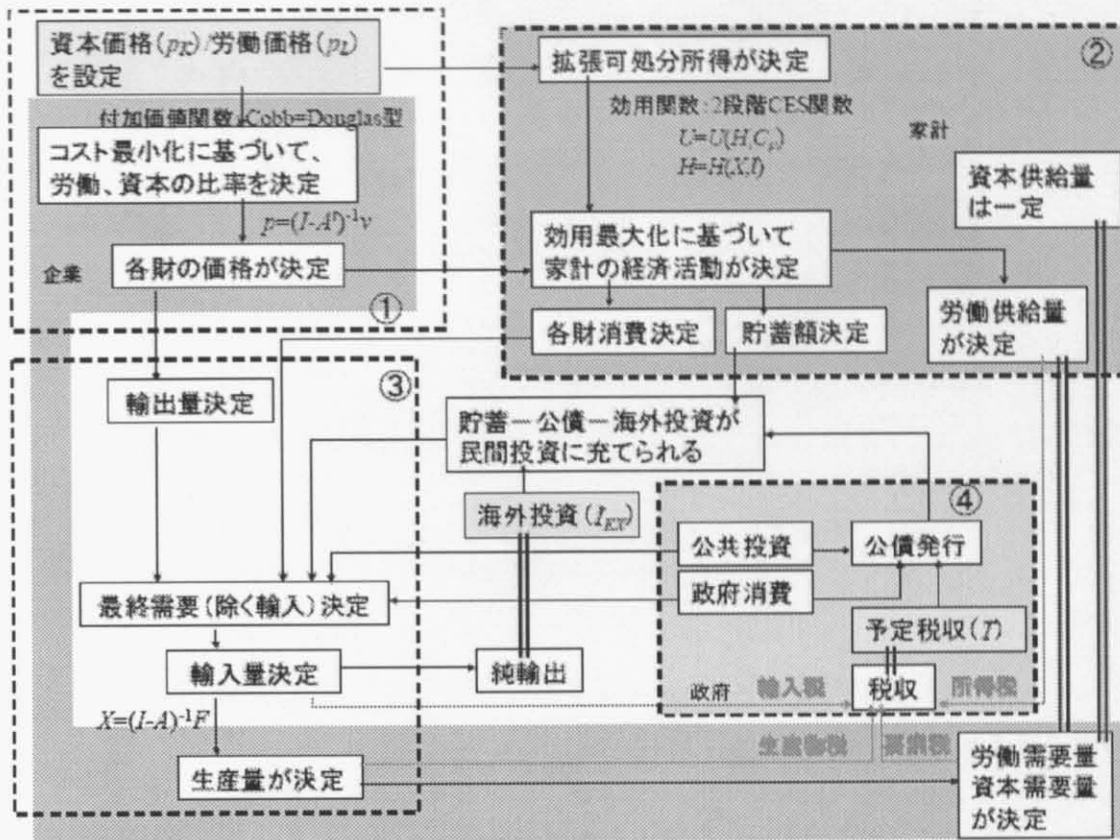 資本価格(pK)/労働価格(pL)
を設定
付加価値関数:Cobb=Douglas型
コスト最小化に基づいて、
労働、資本の比率を決定
p=(I-A^t)^-1v
各財の価格が決定
企業
①
②
拡張可処分所得が決定
効用関数:2段階CES関数
家計
H=H(X,l)
資本供給量
は一定
効用最大化に基づいて
家計の経済活動が決定
各財消費決定
貯蓄額決定
労働供給量
が決定
③
輸出量決定
貯蓄ー公債ー海外投資が
民間投資に充てられる
海外投資(IEX)
④
公共投資
公債発行
政府消費
最終需要(除く輸入)決定
予定税収(T)
輸入量決定
純輸出
政府
輸入税
税収
所得税
X=(I-A)^-1F
生産量が決定
労働需要量
資本需要量
が決定